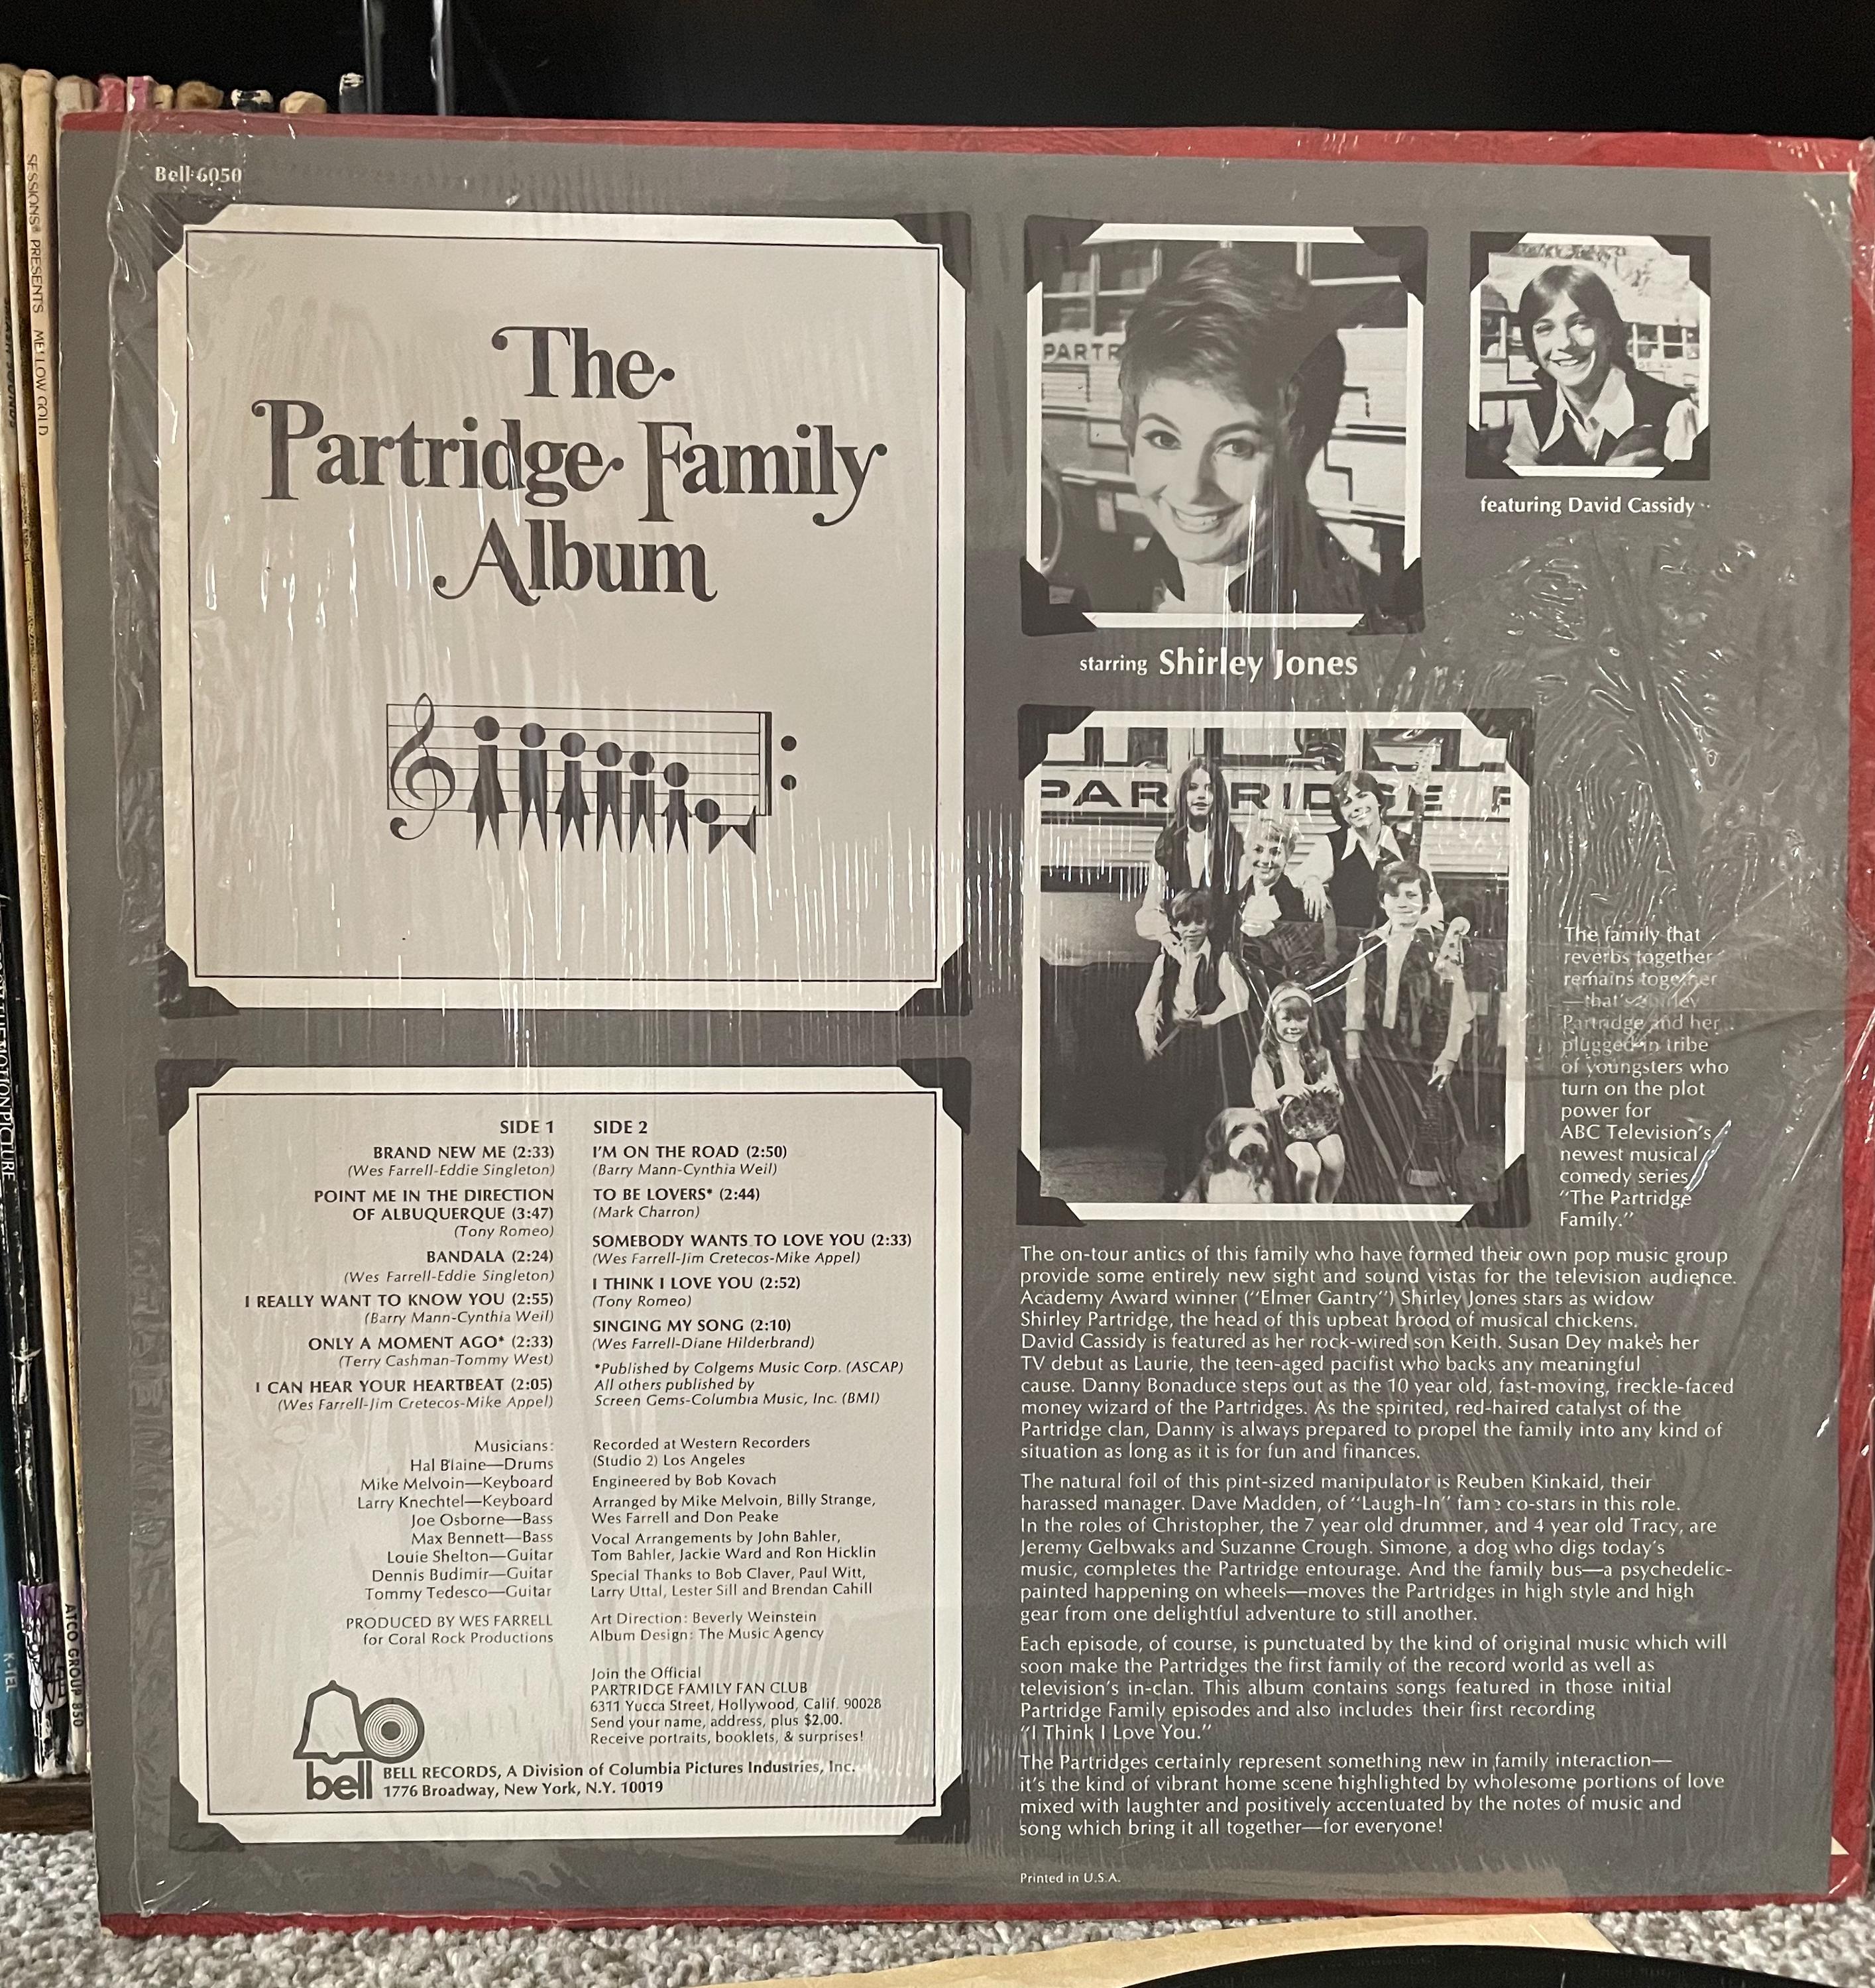 Bell 6050
The
Partridge Family
Album
PARTR
starring Shirley Jones
featuring David Cassidy
PARTRIDGE F
The family that
reverbs together
remains together
—that's Shirley
Partridge and her
plugged-in tribe
of youngsters who
turn on the plot
power for
ABC Television's
newest musical
comedy series
"The Partridge
Family."
SIDE 1
BRAND NEW ME (2:33)
(Wes Farrell-Eddie Singleton)
POINT ME IN THE DIRECTION
OF ALBUQUERQUE (3:47)
(Tony Romeo)
BANDALA (2:24)
(Wes Farrell-Eddie Singleton)
I REALLY WANT TO KNOW YOU (2:55)
(Barry Mann-Cynthia Weil)
ONLY A MOMENT AGO* (2:33)
(Terry Cashman-Tommy West)
I CAN HEAR YOUR HEARTBEAT (2:05)
(Wes Farrell-Jim Cretecos-Mike Appel)
SIDE 2
I'M ON THE ROAD (2:50)
(Barry Mann-Cynthia Weil)
TO BE LOVERS* (2:44)
(Mark Charron)
SOMEBODY WANTS TO LOVE YOU (2:33)
(Wes Farrell-Jim Cretecos-Mike Appel)
I THINK I LOVE YOU (2:52)
(Tony Romeo)
SINGING MY SONG (2:10)
(Wes Farrell-Diane Hilderbrand)
*Published by Colgems Music Corp. (ASCAP)
All others published by
Screen Gems-Columbia Music, Inc. (BMI)
Musicians:
Hal Blaine—Drums
Mike Melvoin—Keyboard
Larry Knechtel—Keyboard
Joe Osborne—Bass
Max Bennett—Bass
Louie Shelton—Guitar
Dennis Budimir—Guitar
Tommy Tedesco—Guitar
PRODUCED BY WES FARRELL
for Coral Rock Productions
Recorded at Western Recorders
(Studio 2) Los Angeles
Engineered by Bob Kovach
Arranged by Mike Melvoin, Billy Strange,
Wes Farrell and Don Peake
Vocal Arrangements by John Bahler,
Tom Bahler, Jackie Ward and Ron Hicklin
Special Thanks to Bob Claver, Paul Witt,
Larry Uttal, Lester Sill and Brendan Cahill
Art Direction: Beverly Weinstein
Album Design: The Music Agency
Join the Official
PARTRIDGE FAMILY FAN CLUB
6311 Yucca Street, Hollywood, Calif. 90028
Send your name, address, plus $2.00.
Receive portraits, booklets, & surprises!
bell
BELL RECORDS, A Division of Columbia Pictures Industries, Inc.
1776 Broadway, New York, N.Y. 10019
The on-tour antics of this family who have formed their own pop music group
provide some entirely new sight and sound vistas for the television audience.
Academy Award winner ("Elmer Gantry") Shirley Jones stars as widow
Shirley Partridge, the head of this upbeat brood of musical chickens.
David Cassidy is featured as her rock-wired son Keith. Susan Dey makes her
TV debut as Laurie, the teen-aged pacifist who backs any meaningful
cause. Danny Bonaduce steps out as the 10 year old, fast-moving, freckle-faced
money wizard of the Partridges. As the spirited, red-haired catalyst of the
Partridge clan, Danny is always prepared to propel the family into any kind of
situation as long as it is for fun and finances.
The natural foil of this pint-sized manipulator is Reuben Kinkaid, their
harassed manager. Dave Madden, of "Laugh-In" fame co-stars in this role.
In the roles of Christopher, the 7 year old drummer, and 4 year old Tracy, are
Jeremy Gelbwaks and Suzanne Crough. Simone, a dog who digs today's
music, completes the Partridge entourage. And the family bus—a psychedelic-
painted happening on wheels—moves the Partridges in high style and high
gear from one delightful adventure to still another.
Each episode, of course, is punctuated by the kind of original music which will
soon make the Partridges the first family of the record world as well as
television's in-clan. This album contains songs featured in those initial
Partridge Family episodes and also includes their first recording
"I Think I Love You."
The Partridges certainly represent something new in family interaction—
it's the kind of vibrant home scene highlighted by wholesome portions of love
mixed with laughter and positively accentuated by the notes of music and
song which bring it all together—for everyone!
Printed in U.S.A.
SESSIONS® PRESENTS MELLOW GOLD
MOTION PICTURE
K-TEL
ATCO GROUP 850